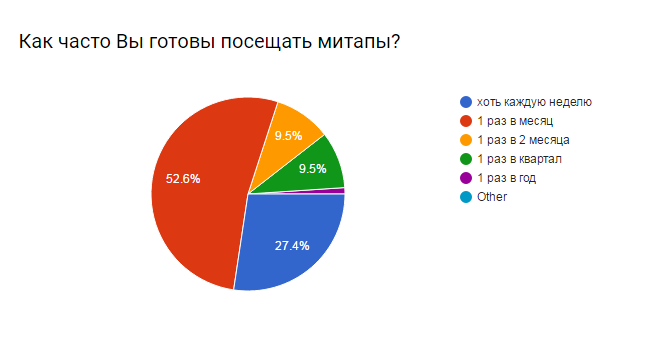 Как часто Вы готовы посещать митапы?
9.5%
52.6%
9.5%
27.4%
хоть каждую неделю
1 раз в месяц
1 раз в 2 месяца
1 раз в квартал
1 раз в год
Other